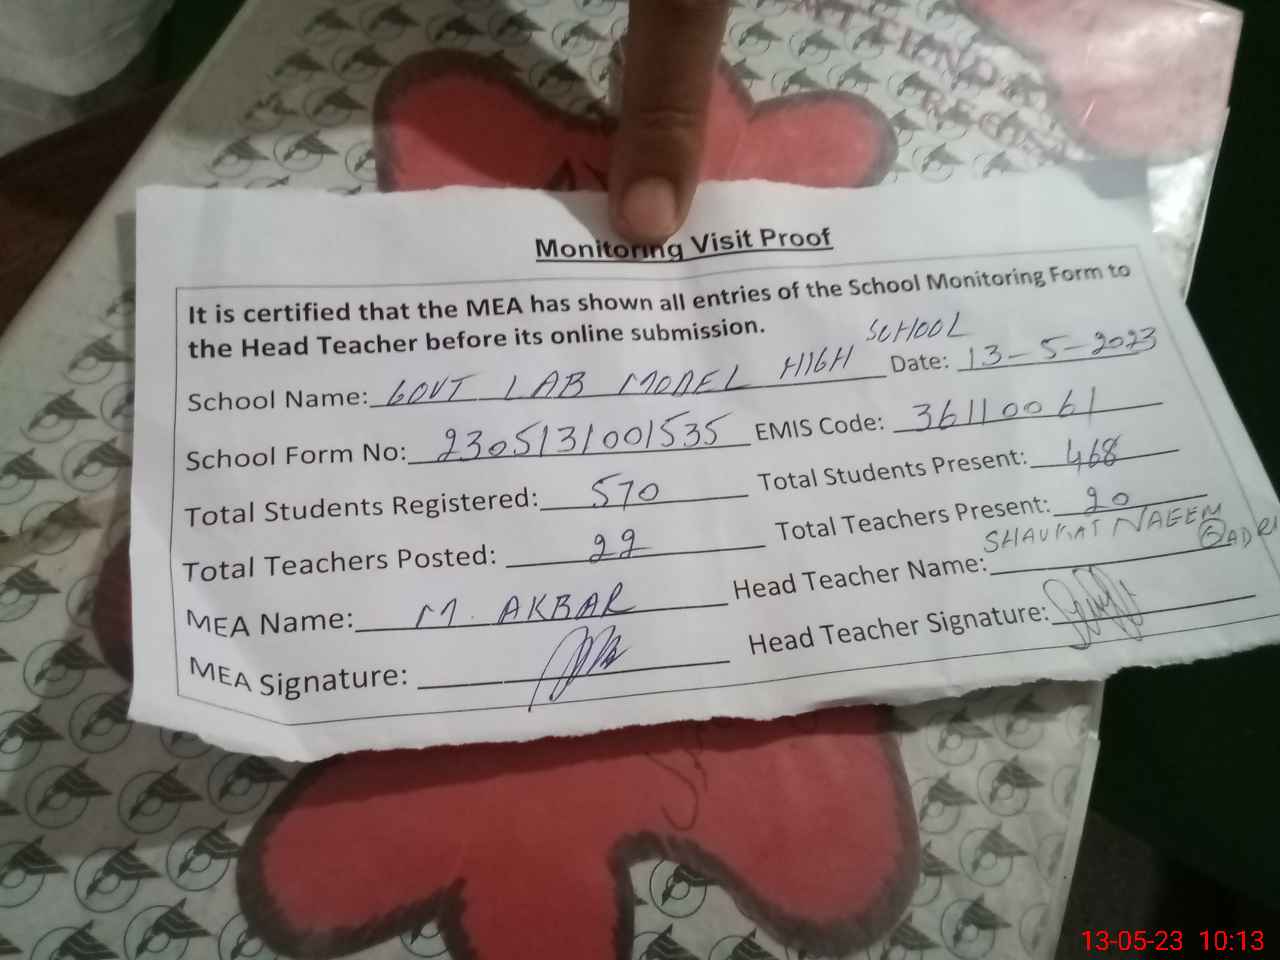 ATTEND
REGIS
Monitoring Visit Proof
It is certified that the MEA has shown all entries of the School Monitoring Form to
the Head Teacher before its online submission.
School Name: GOVT LAB MODEL HIGH SCHOOL Date: 13-5-2023
School Form No: 2305131001535 EMIS Code: 36110061
Total Students Registered: 570 Total Students Present: 468
Total Teachers Posted: 22 Total Teachers Present: 20
MEA Name: M. AKBAR Head Teacher Name: SHAUKAT NAEEM QADRI
MEA Signature: Head Teacher Signature:
13-05-23 10:13